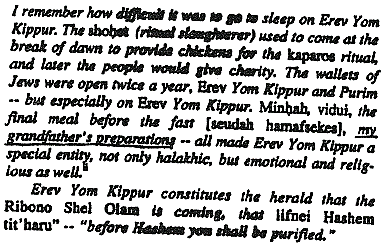 I remember how difficult is was to go to sleep on Erev Yom
Kippur. The shohet (ritual slaughterer) used to come at the
break of dawn to provide chickens for the kaparos ritual,
and later the people would give charity. The wallets of
Jews were open twice a year, Erev Yom Kippur and Purim
-- but especially on Erev Yom Kippur. Minhah, vidui, the
final meal before the fast [seudah hamafsekes], my
grandfather's preparations -- all made Erev Yom Kippur a
special entity, not only halakhic, but emotional and relig-
ious as well."
Erev Yom Kippur constitutes the herald that the
Ribono Shel Olam is coming, that lifnei Hashem
tit'haru" -- "before Hashem you shall be purified."